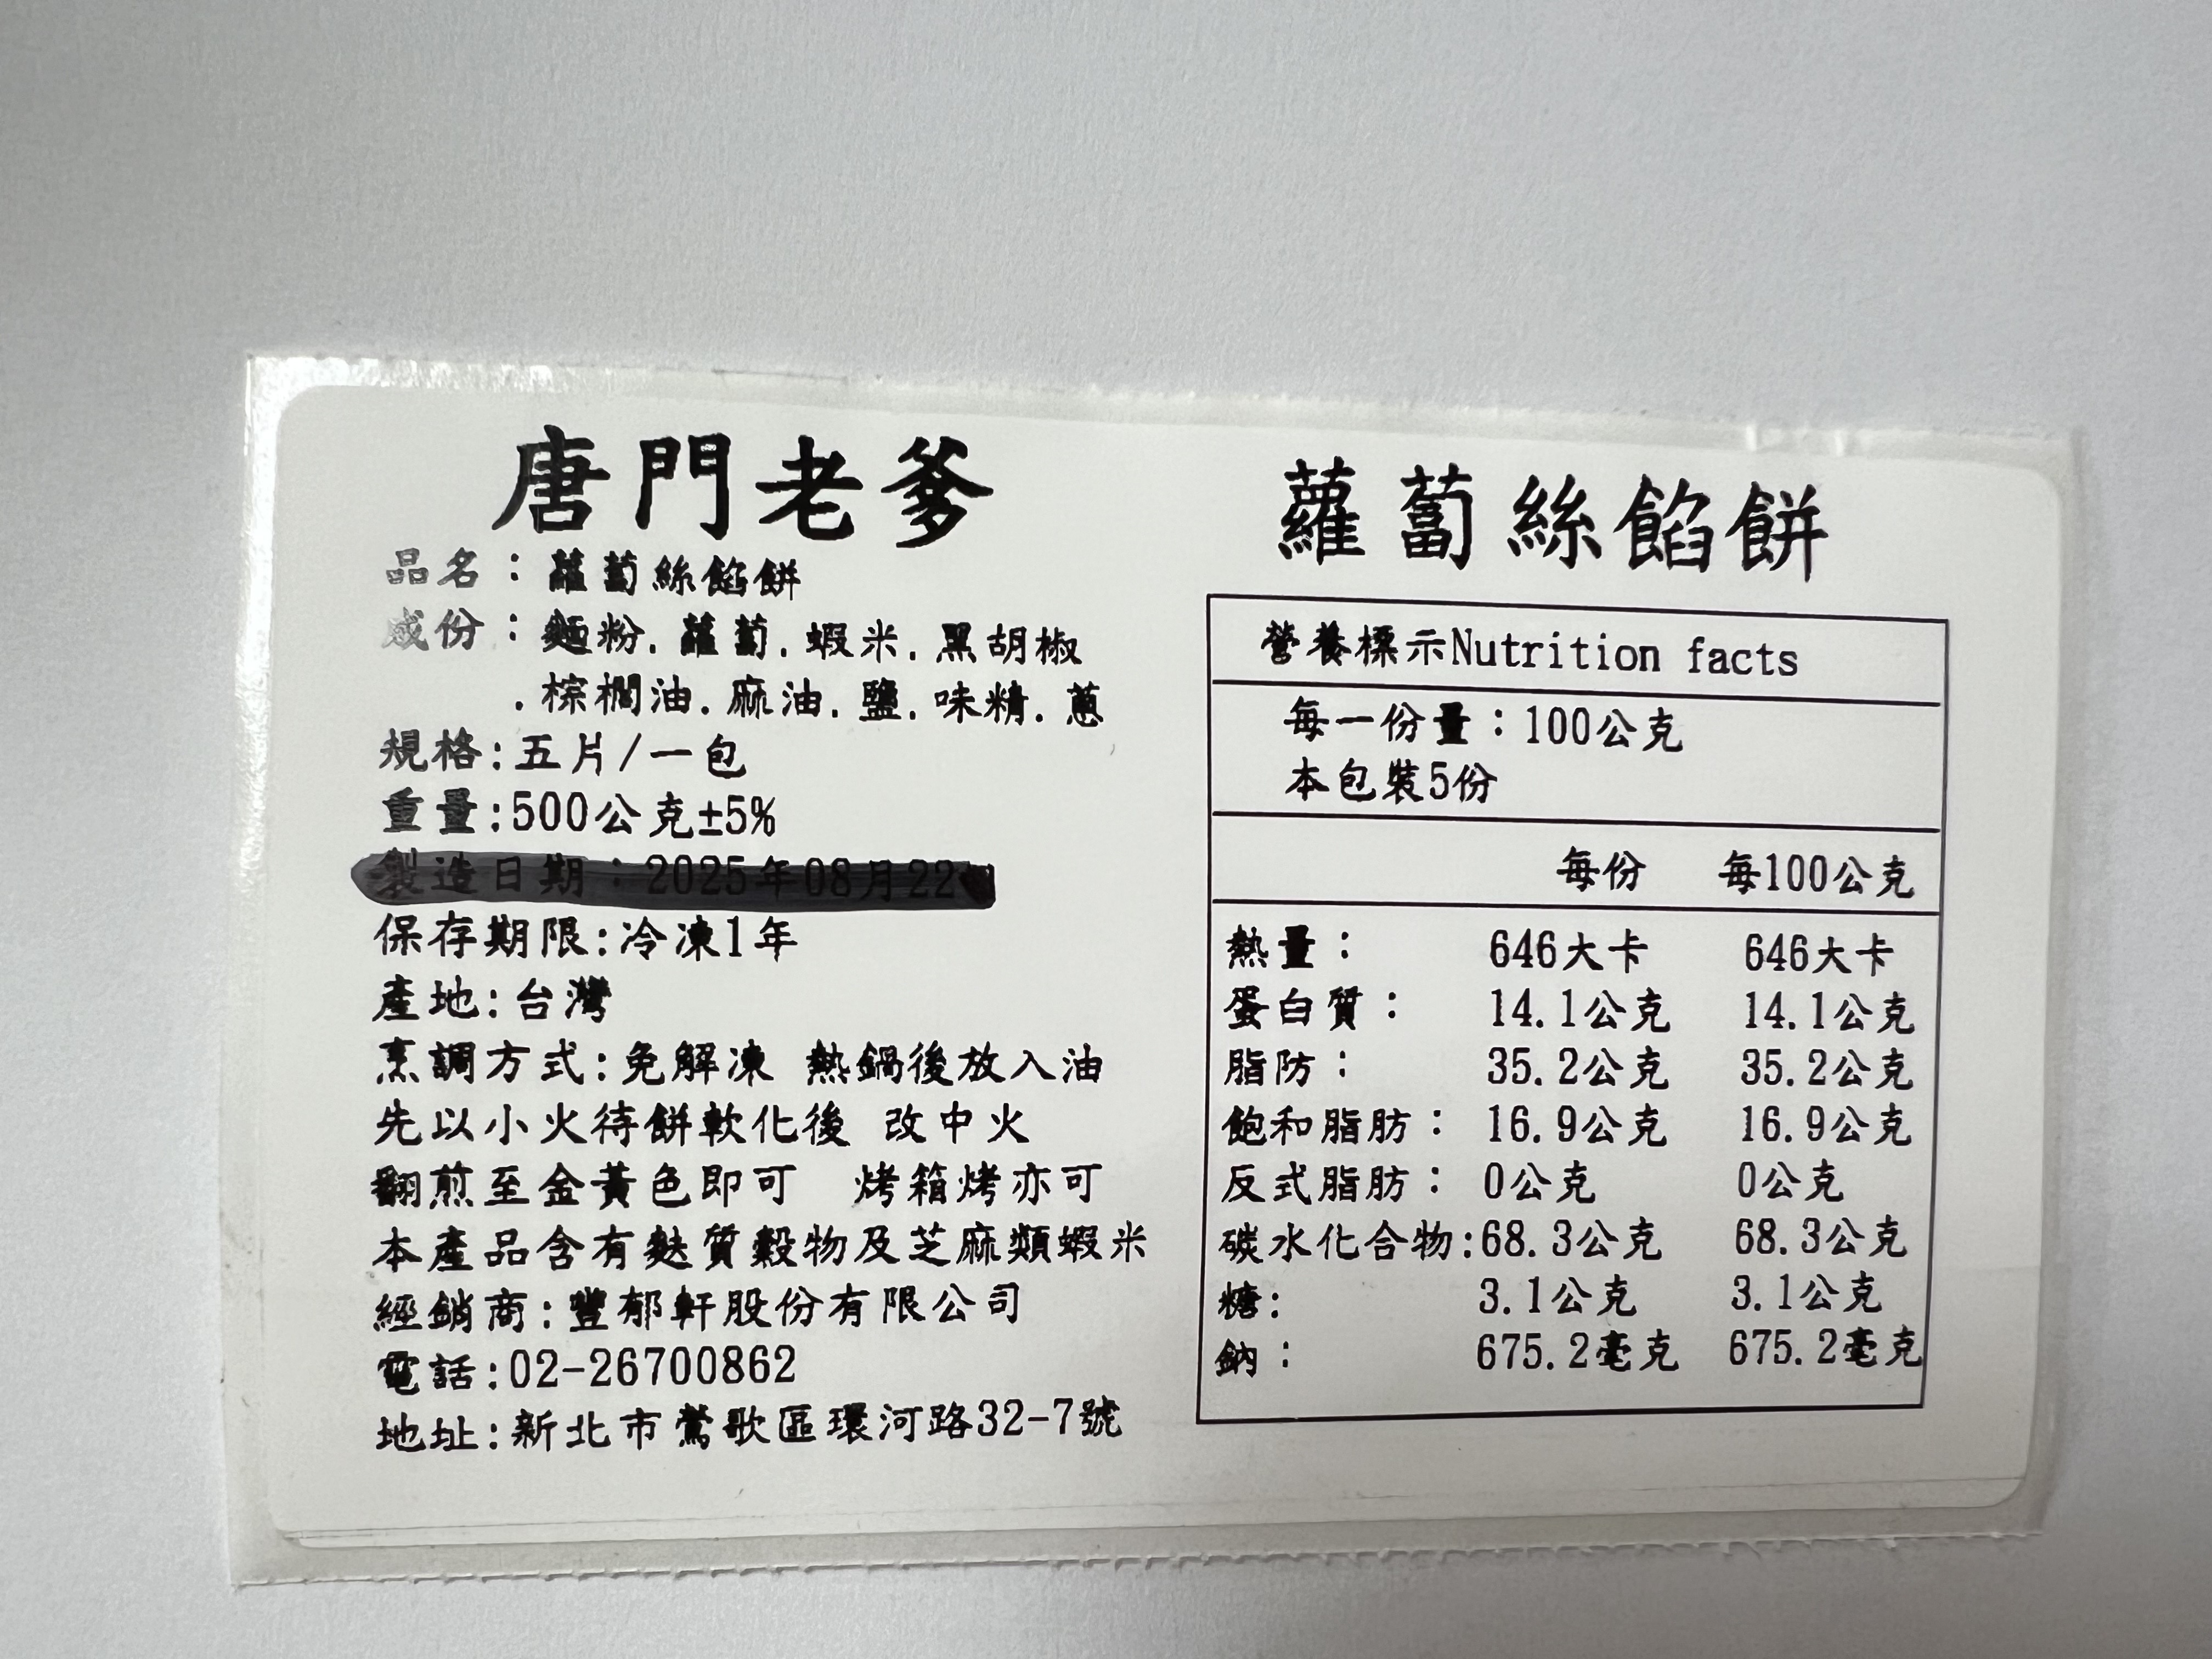 唐門老爹
品名：蘿蔔絲餡餅
成份：麵粉.蘿蔔.蝦米.黑胡椒
.棕櫚油.麻油.鹽.味精.蔥
規格:五片/一包
重量:500公克±5%
製造日期：2025年08月22
保存期限:冷凍1年
產地:台灣
烹調方式:免解凍 熱鍋後放入油
先以小火待餅軟化後 改中火
翻煎至金黃色即可 烤箱烤亦可
本產品含有麩質穀物及芝麻類蝦米
經銷商:豐郁軒股份有限公司
電話:02-26700862
地址:新北市鶯歌區環河路32-7號
蘿蔔絲餡餅
營養標示Nutrition facts
每一份量：100公克
本包裝5份
每份 每100公克
熱量： 646大卡 646大卡
蛋白質： 14.1公克 14.1公克
脂防： 35.2公克 35.2公克
飽和脂肪： 16.9公克 16.9公克
反式脂肪： 0公克 0公克
碳水化合物:68.3公克 68.3公克
糖: 3.1公克 3.1公克
鈉： 675.2毫克 675.2毫克